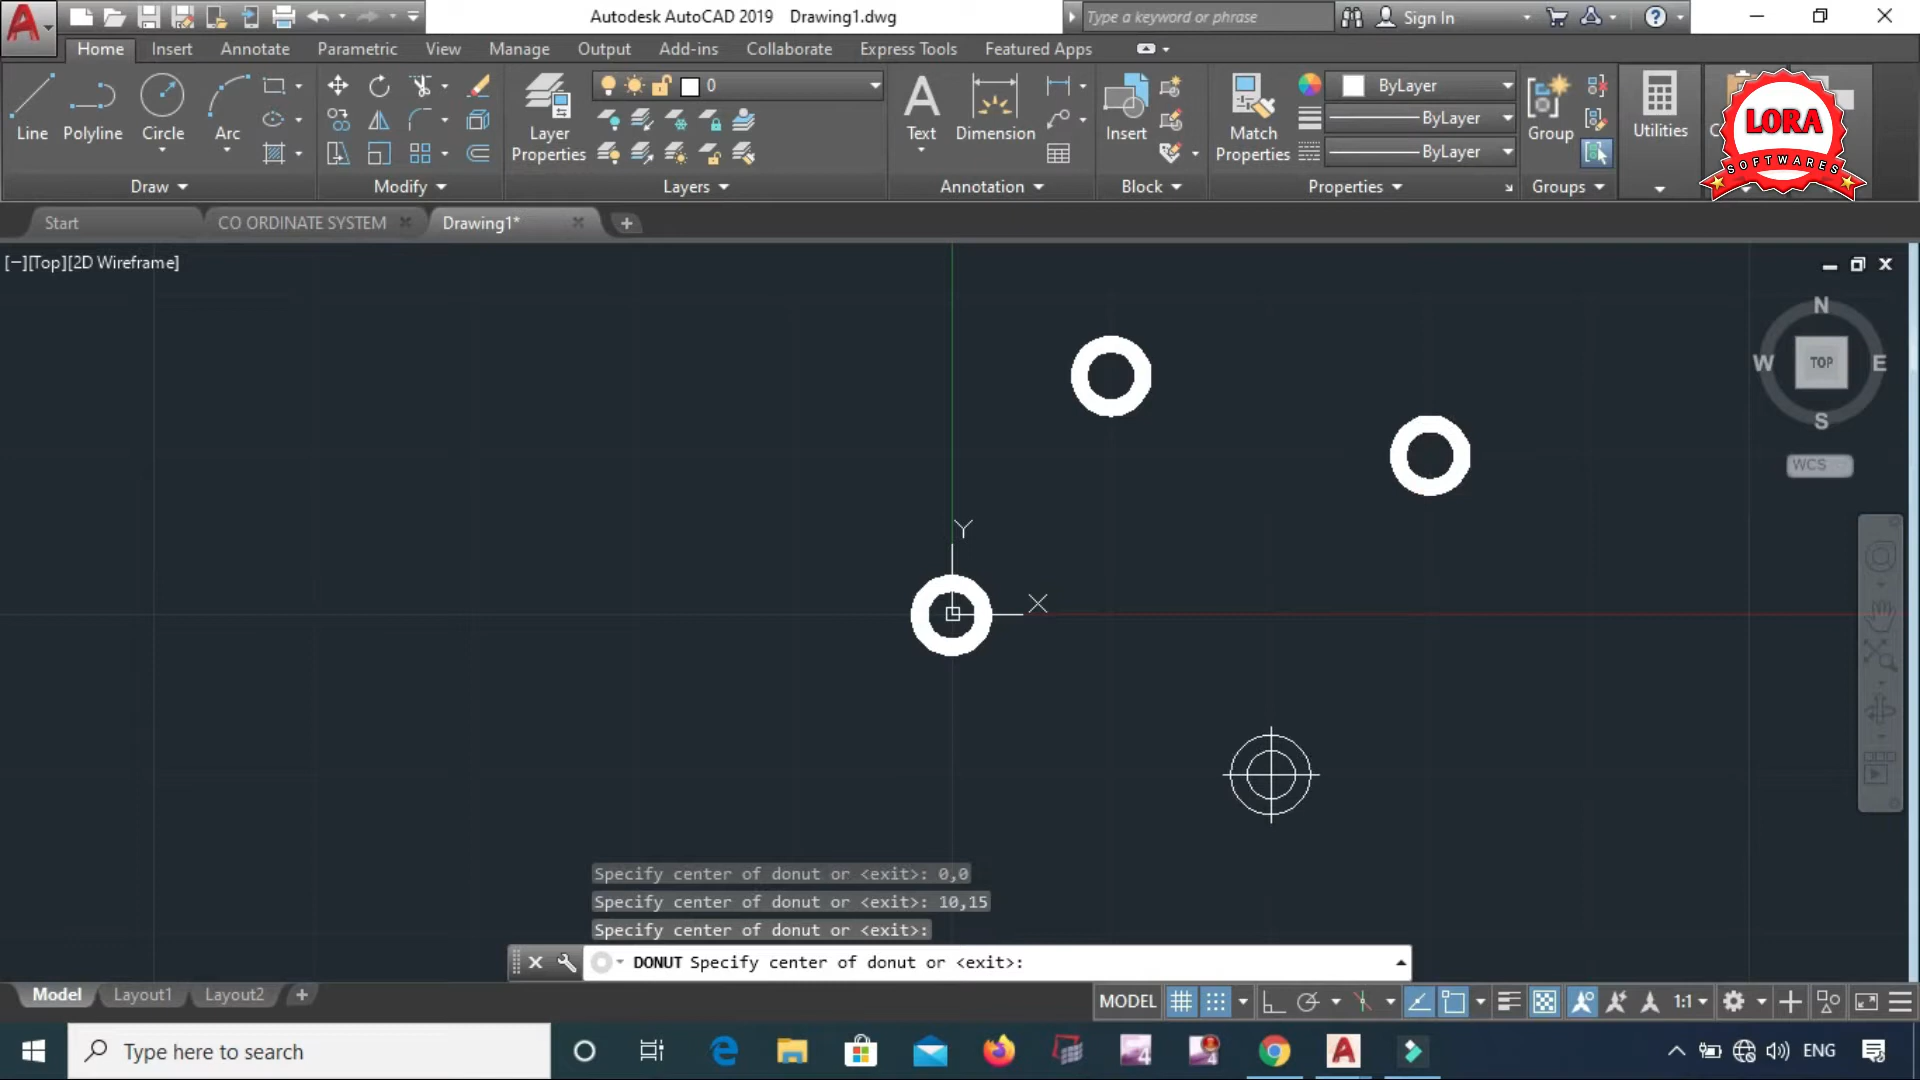 Autodesk AutoCAD 2019 Drawing1.dwg
Type a keyword or phrase
Sign In
Home Insert Annotate Parametric View Manage Output Add-ins Collaborate Express Tools Featured Apps
Line Polyline Circle Arc
Draw
Modify
Layer Properties
0
Layers
Text Dimension
Annotation
Insert
Block
Match Properties
ByLayer
ByLayer
ByLayer
Properties
Group
Groups
Utilities
LORA
SOFTWARES
Start CO ORDINATE SYSTEM Drawing1*
[−][Top][2D Wireframe]
N
W TOP E
S
WCS
Y
X
Specify center of donut or <exit>: 0,0
Specify center of donut or <exit>: 10,15
Specify center of donut or <exit>:
DONUT Specify center of donut or <exit>:
Model Layout1 Layout2
MODEL 1:1
Type here to search
ENG